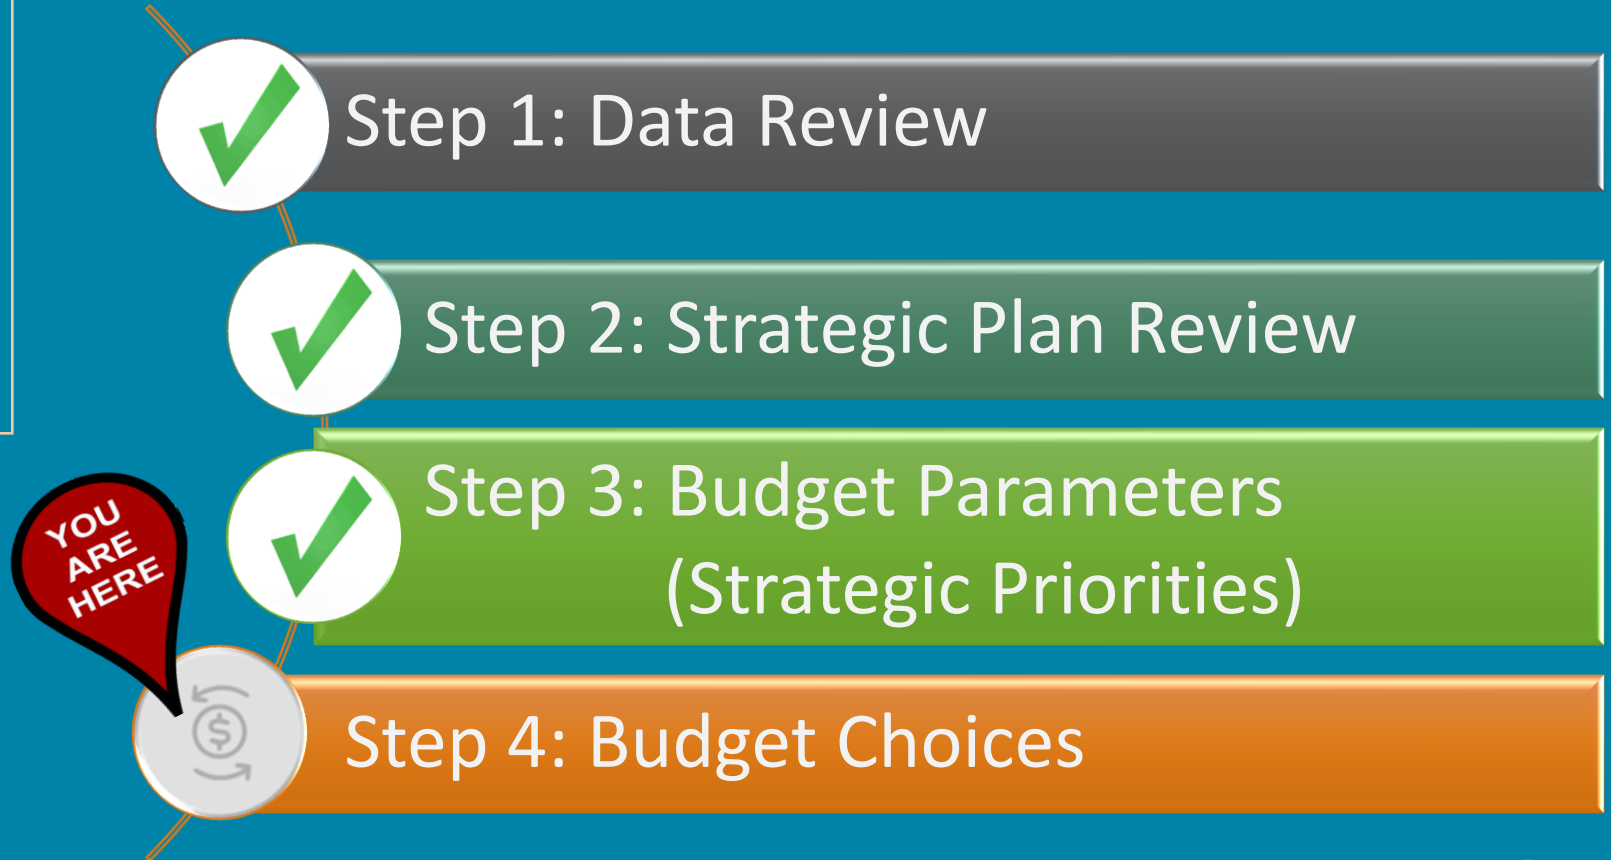 Step 1: Data Review
Step 2: Strategic Plan Review
Step 3: Budget Parameters
(Strategic Priorities)
YOU
ARE
HERE
$
Step 4: Budget Choices